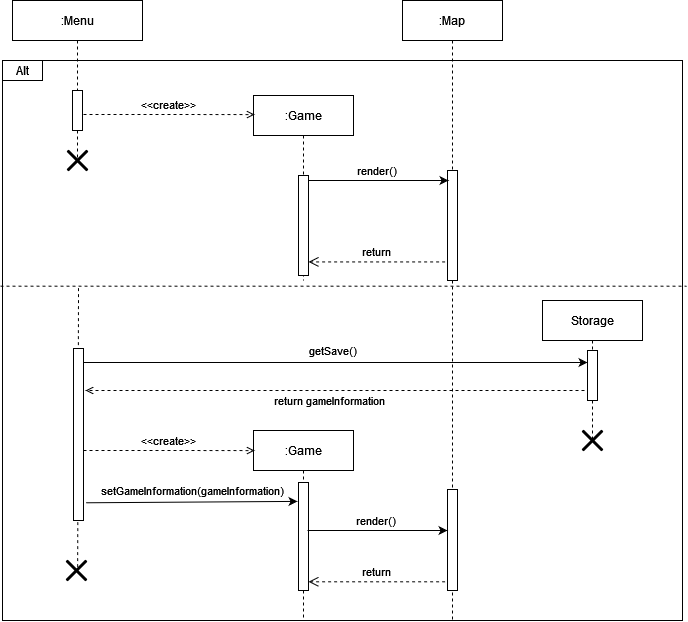 :Menu
:Map
Alt
<<create>>
:Game
render()
return
Storage
getSave()
return gameInformation
<<create>>
:Game
setGameInformation(gameInformation)
render()
return